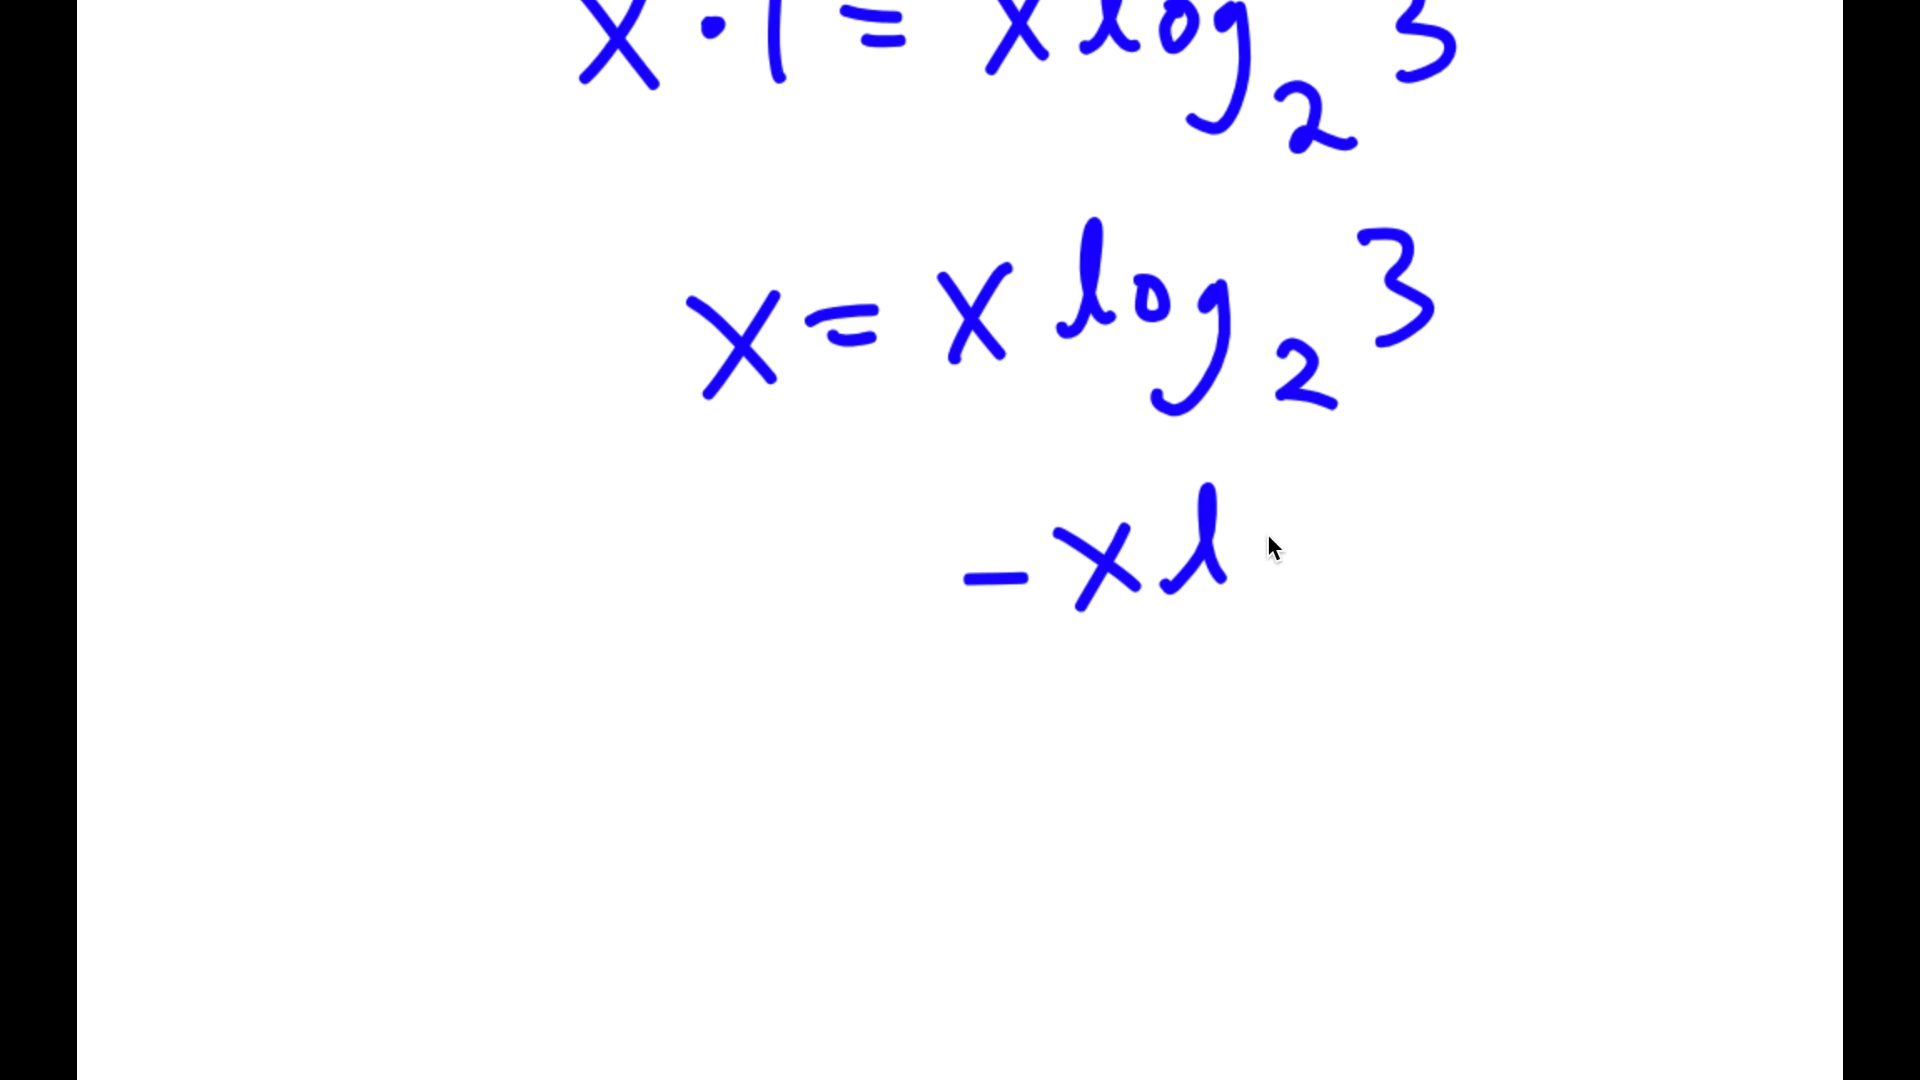 x · 1 = x log₂ 3
x = x log₂ 3
- x l